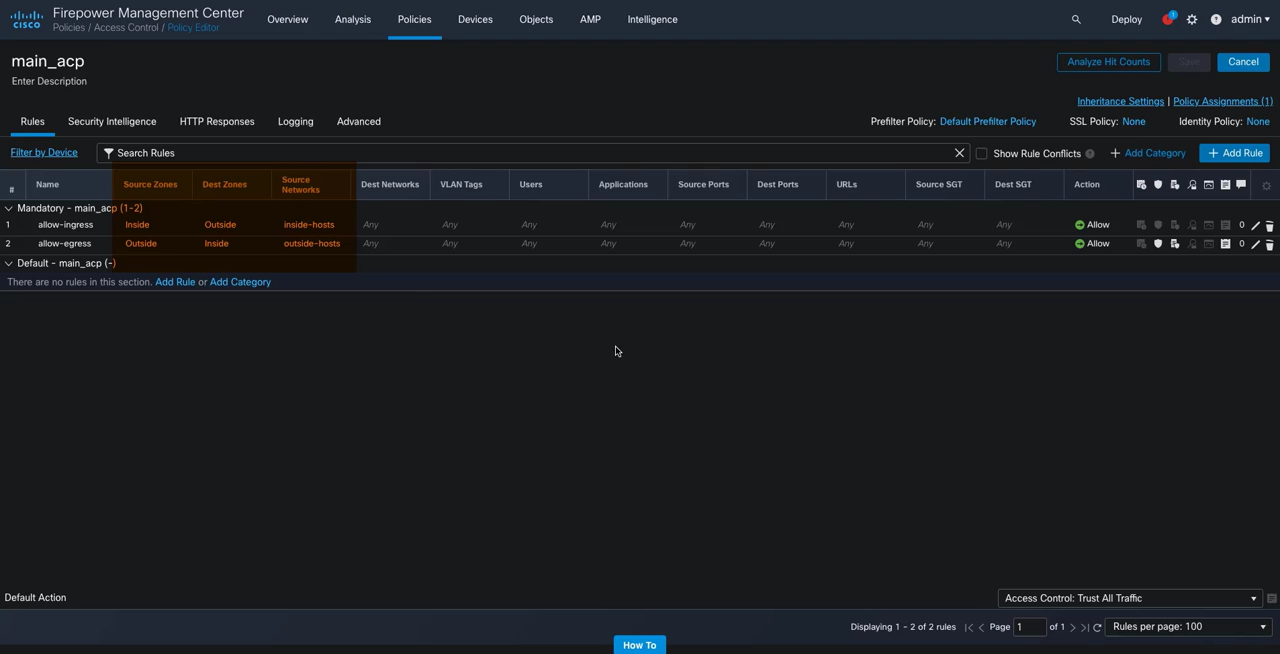 Firepower Management Center
Overview Analysis Policies Devices Objects AMP Intelligence Deploy 1 ? admin
CISCO Policies / Access Control / Policy Editor
main_acp
Analyze Hit Counts Save Cancel
Enter Description
Inheritance Settings | Policy Assignments (1)
Rules Security Intelligence HTTP Responses Logging Advanced Prefilter Policy: Default Prefilter Policy SSL Policy: None Identity Policy: None
Filter by Device Search Rules Show Rule Conflicts ? + Add Category + Add Rule
# Name Source Zones Dest Zones Source Networks Dest Networks VLAN Tags Users Applications Source Ports Dest Ports URLs Source SGT Dest SGT Action
Mandatory - main_acp (1-2)
1 allow-ingress Inside Outside inside-hosts Any Any Any Any Any Any Any Any Any Allow 0
2 allow-egress Outside Inside outside-hosts Any Any Any Any Any Any Any Any Any Allow 0
Default - main_acp (-)
There are no rules in this section. Add Rule or Add Category
Default Action Access Control: Trust All Traffic
Displaying 1 - 2 of 2 rules |< < Page 1 of 1 > >| Rules per page: 100
How To